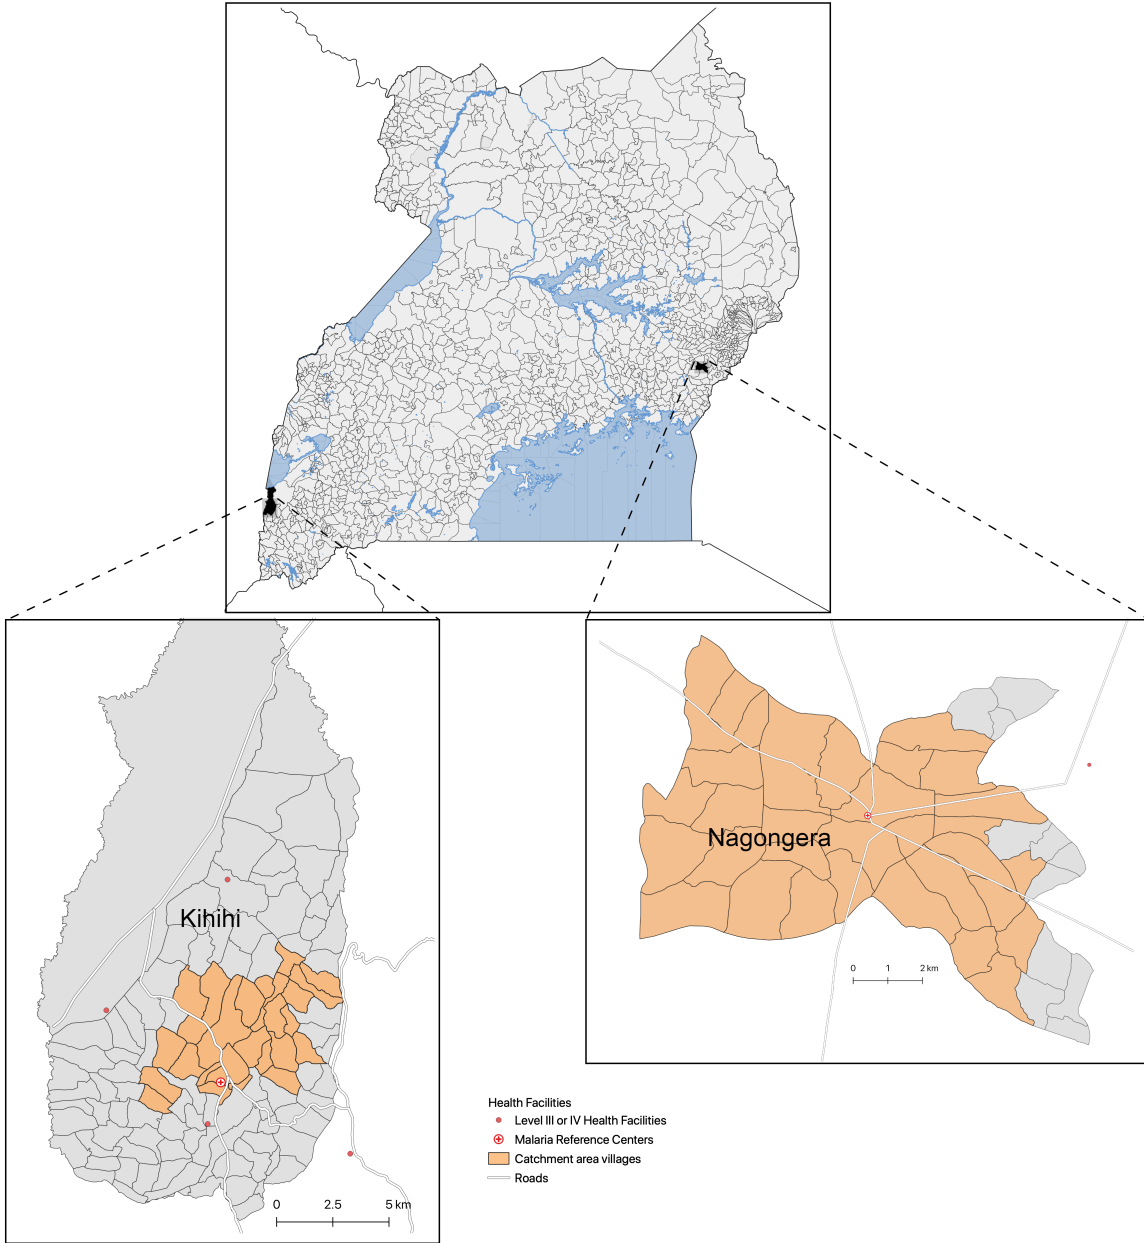 Kihihi
0 2.5 5 km
Nagongera
0 1 2 km
Health Facilities
Level III or IV Health Facilities
Malaria Reference Centers
Catchment area villages
Roads